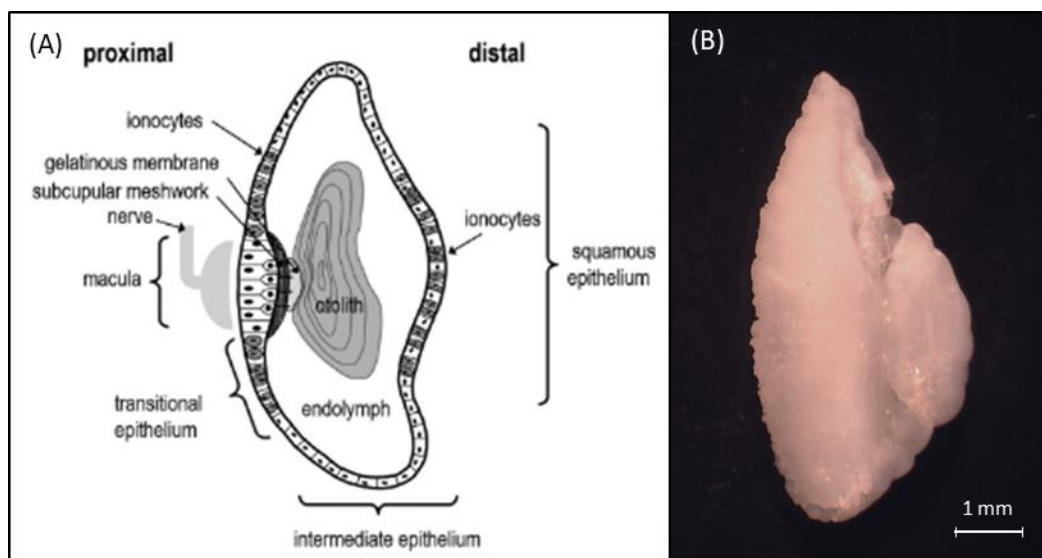 (A)
proximal
distal
ionocytes
gelatinous membrane
subcupular meshwork
nerve
macula
transitional
epithelium
otolith
endolymph
ionocytes
squamous
epithelium
intermediate epithelium
(B)
1 mm